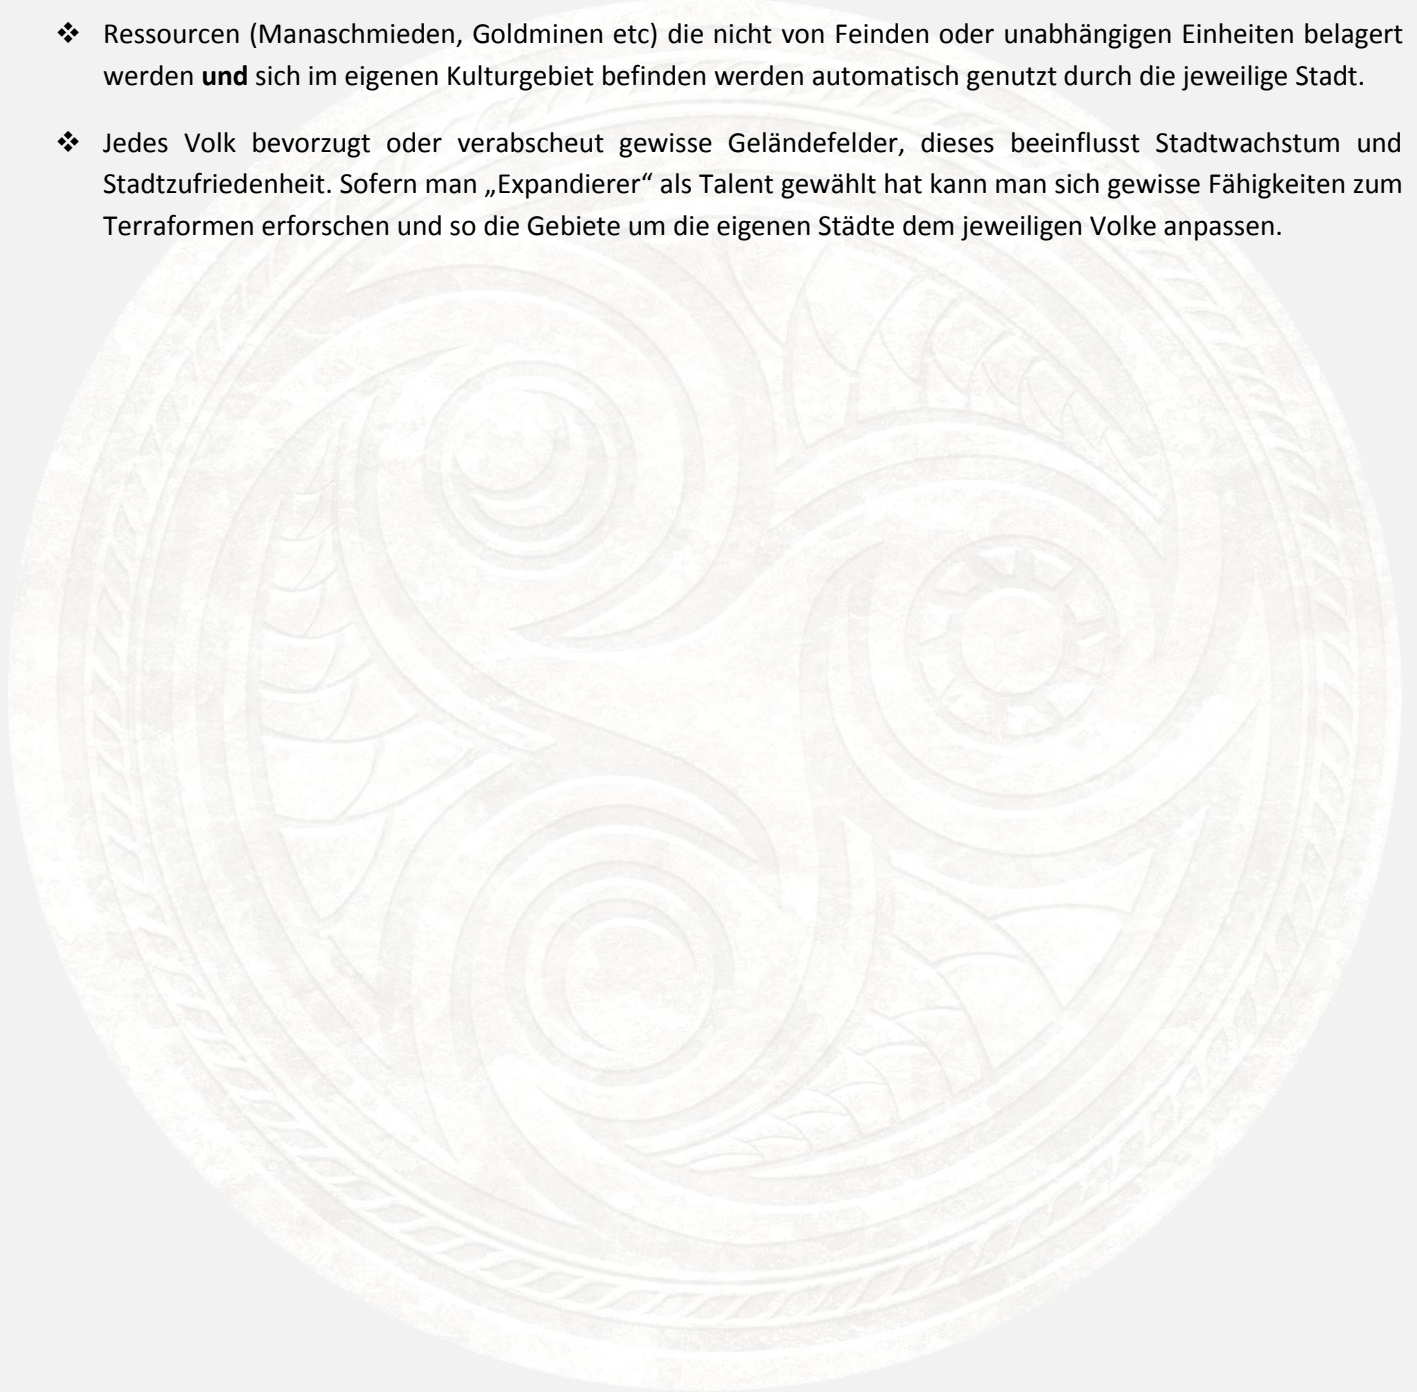 ❖ Ressourcen (Manaschmieden, Goldminen etc) die nicht von Feinden oder unabhängigen Einheiten belagert
werden und sich im eigenen Kulturgebiet befinden werden automatisch genutzt durch die jeweilige Stadt.
❖ Jedes Volk bevorzugt oder verabscheut gewisse Geländefelder, dieses beeinflusst Stadtwachstum und
Stadtzufriedenheit. Sofern man „Expandierer“ als Talent gewählt hat kann man sich gewisse Fähigkeiten zum
Terraformen erforschen und so die Gebiete um die eigenen Städte dem jeweiligen Volke anpassen.